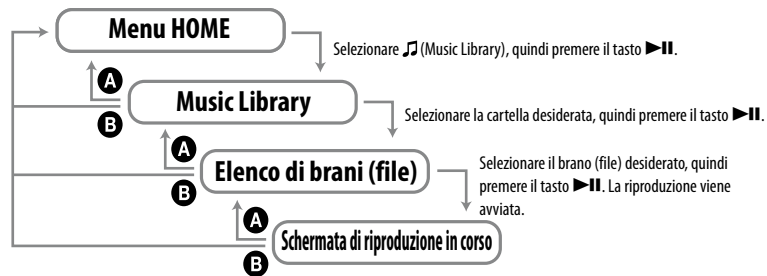 Menu HOME
Selezionare ♫ (Music Library), quindi premere il tasto ►II.
A
Music Library
B
Selezionare la cartella desiderata, quindi premere il tasto ►II.
A
Elenco di brani (file)
B
Selezionare il brano (file) desiderato, quindi
premere il tasto ►II. La riproduzione viene
avviata.
A
Schermata di riproduzione in corso
B